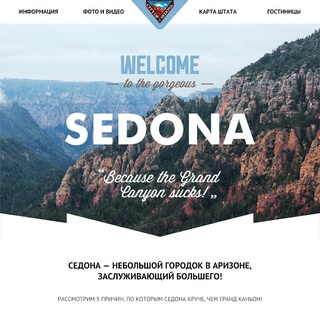 ИНФОРМАЦИЯ ФОТО И ВИДЕО КАРТА ШТАТА ГОСТИНИЦЫ
WELCOME
to the gorgeous
SEDONA
“Because the Grand
Canyon sucks!„
СЕДОНА — НЕБОЛЬШОЙ ГОРОДОК В АРИЗОНЕ,
ЗАСЛУЖИВАЮЩИЙ БОЛЬШЕГО!
РАССМОТРИМ 5 ПРИЧИН, ПО КОТОРЫМ СЕДОНА КРУЧЕ, ЧЕМ ГРАНД КАНЬОН!